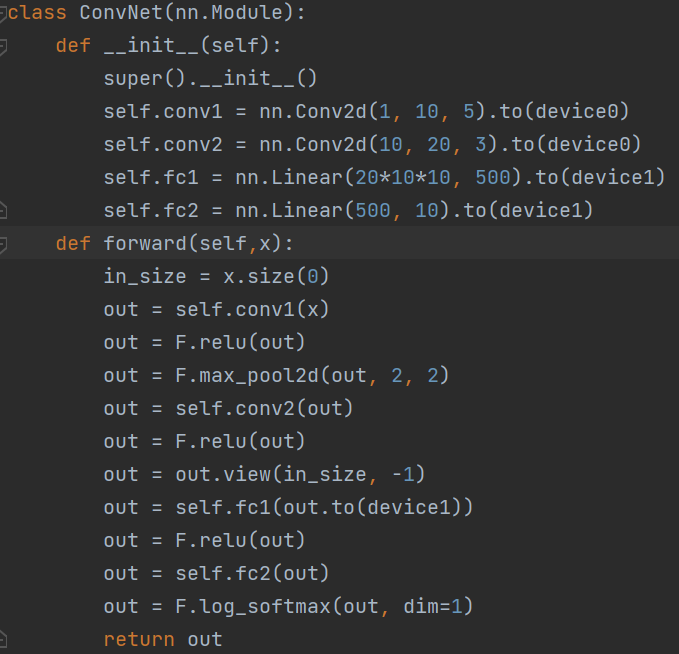 class ConvNet(nn.Module):
    def __init__(self):
        super().__init__()
        self.conv1 = nn.Conv2d(1, 10, 5).to(device0)
        self.conv2 = nn.Conv2d(10, 20, 3).to(device0)
        self.fc1 = nn.Linear(20*10*10, 500).to(device1)
        self.fc2 = nn.Linear(500, 10).to(device1)
    def forward(self,x):
        in_size = x.size(0)
        out = self.conv1(x)
        out = F.relu(out)
        out = F.max_pool2d(out, 2, 2)
        out = self.conv2(out)
        out = F.relu(out)
        out = out.view(in_size, -1)
        out = self.fc1(out.to(device1))
        out = F.relu(out)
        out = self.fc2(out)
        out = F.log_softmax(out, dim=1)
        return out